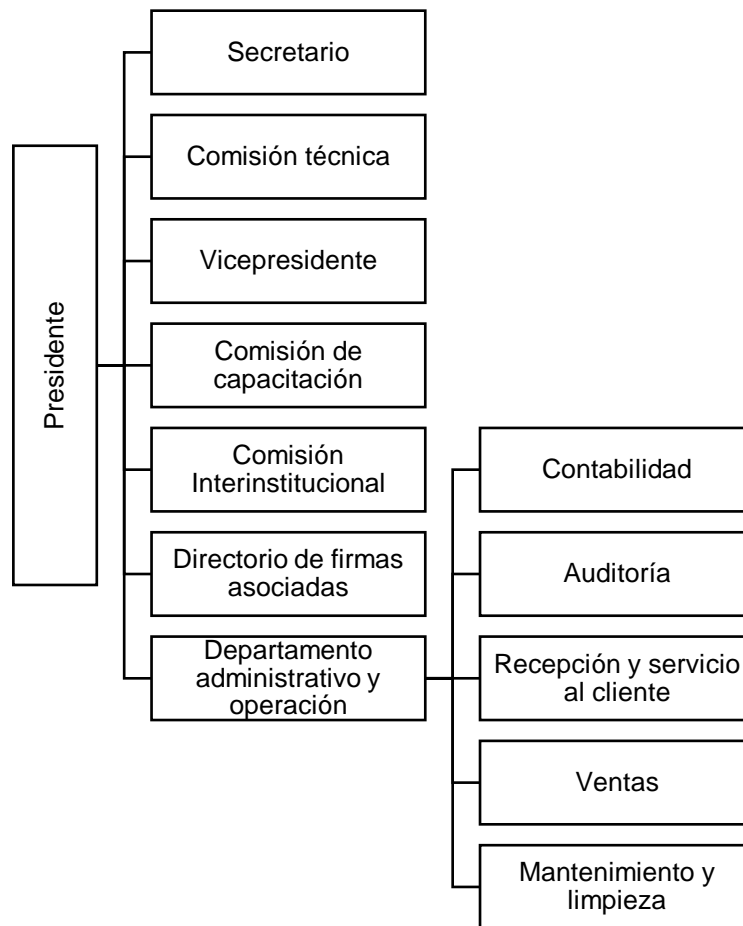 Presidente
Secretario
Comisión técnica
Vicepresidente
Comisión de
capacitación
Comisión
Interinstitucional
Directorio de firmas
asociadas
Departamento
administrativo y
operación
Contabilidad
Auditoría
Recepción y servicio
al cliente
Ventas
Mantenimiento y
limpieza